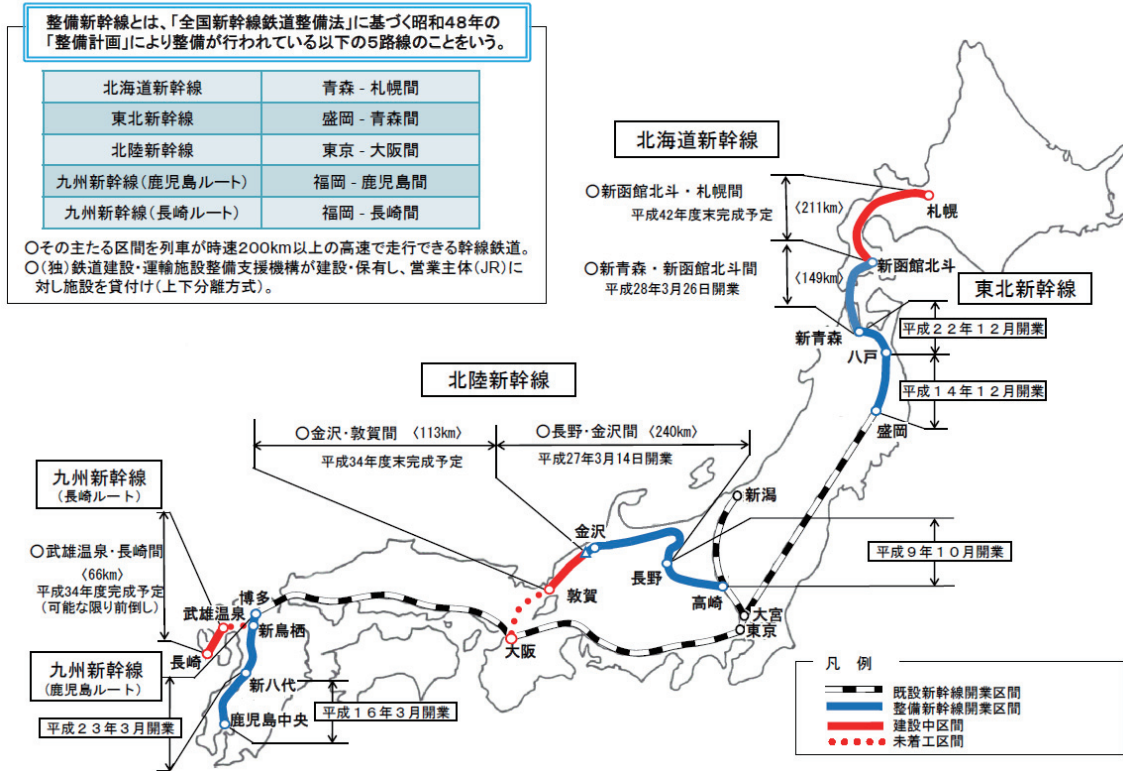 整備新幹線とは、「全国新幹線鉄道整備法」に基づく昭和48年の
「整備計画」により整備が行われている以下の5路線のことをいう。
北海道新幹線 青森 - 札幌間
東北新幹線 盛岡 - 青森間
北陸新幹線 東京 - 大阪間
九州新幹線(鹿児島ルート) 福岡 - 鹿児島間
九州新幹線(長崎ルート) 福岡 - 長崎間
○その主たる区間を列車が時速200km以上の高速で走行できる幹線鉄道。
○(独)鉄道建設・運輸施設整備支援機構が建設・保有し、営業主体(JR)に
対し施設を貸付け(上下分離方式)。
北海道新幹線
○新函館北斗・札幌間
平成42年度末完成予定
〈211km〉
札幌
○新青森・新函館北斗間
平成28年3月26日開業
〈149km〉
新函館北斗
東北新幹線
新青森
平成22年12月開業
八戸
平成14年12月開業
盛岡
北陸新幹線
○金沢・敦賀間 〈113km〉
平成34年度末完成予定
○長野・金沢間 〈240km〉
平成27年3月14日開業
新潟
金沢
長野
高崎
平成9年10月開業
敦賀
大宮
東京
大阪
九州新幹線
(長崎ルート)
○武雄温泉・長崎間
〈66km〉
平成34年度完成予定
(可能な限り前倒し)
博多
武雄温泉
新鳥栖
長崎
九州新幹線
(鹿児島ルート)
新八代
平成23年3月開業
鹿児島中央
平成16年3月開業
凡 例
既設新幹線開業区間
整備新幹線開業区間
建設中区間
未着工区間